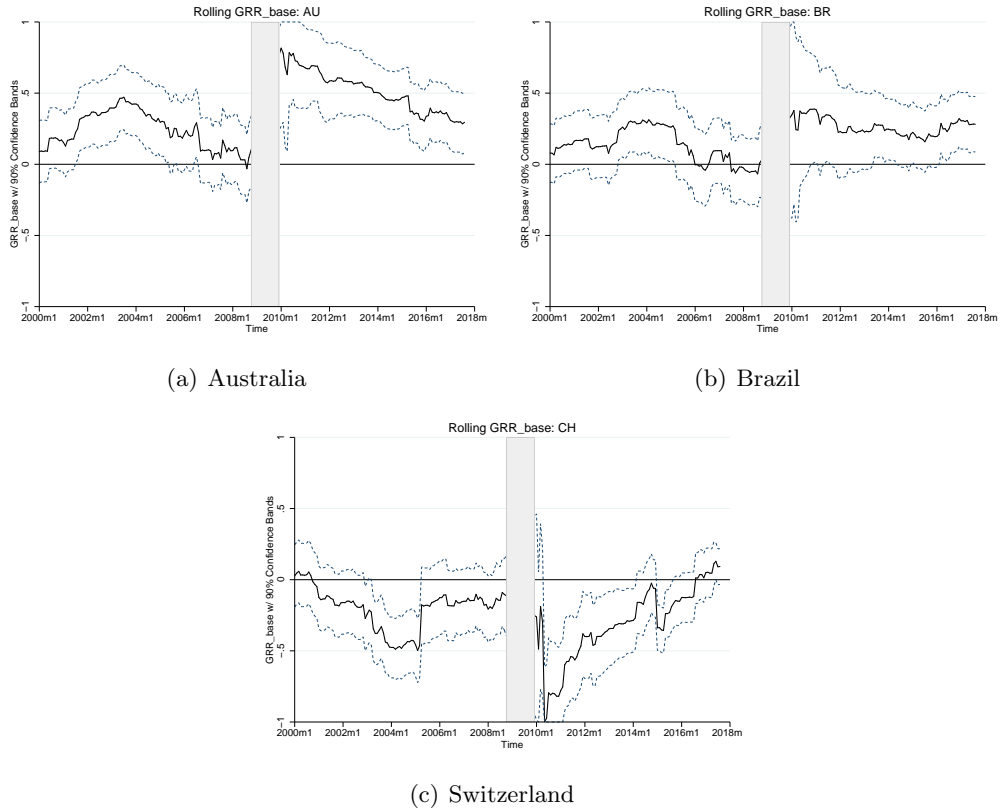 Rolling GRR_base: AU
GRR_base w/ 90% Confidence Bands
1
.5
0
-.5
-1
2000m1 2002m1 2004m1 2006m1 2008m1 2010m1 2012m1 2014m1 2016m1 2018m
Time
(a) Australia
Rolling GRR_base: BR
GRR_base w/ 90% Confidence Bands
1
.5
0
-.5
-1
2000m1 2002m1 2004m1 2006m1 2008m1 2010m1 2012m1 2014m1 2016m1 2018m
Time
(b) Brazil
Rolling GRR_base: CH
GRR_base w/ 90% Confidence Bands
1
.5
0
-.5
-1
2000m1 2002m1 2004m1 2006m1 2008m1 2010m1 2012m1 2014m1 2016m1 2018m
Time
(c) Switzerland